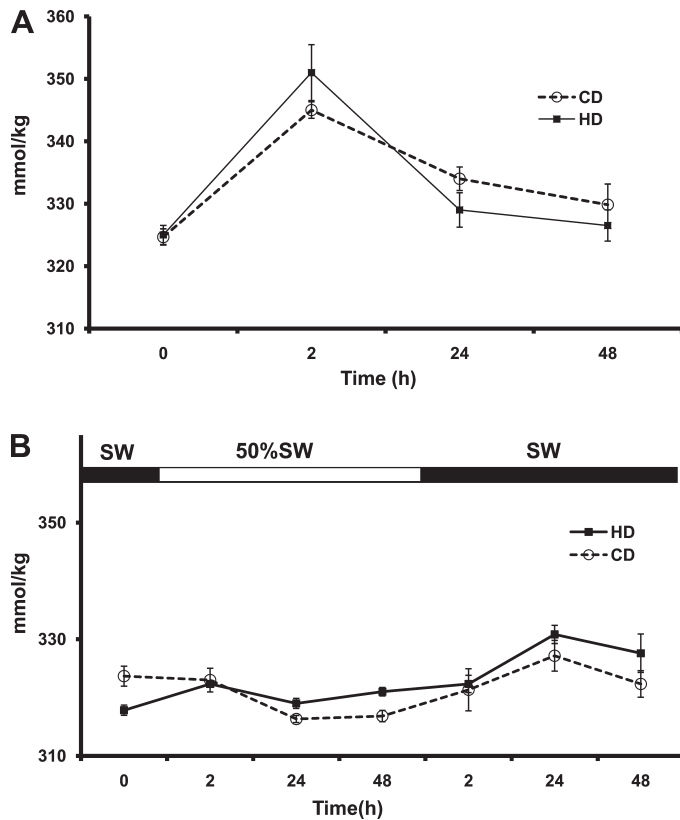 A
360
350
340
330
320
310
mmol/kg
CD
HD
0 2 24 48
Time (h)
B
SW 50%SW SW
350
330
310
mmol/kg
HD
CD
0 2 24 48 2 24 48
Time(h)